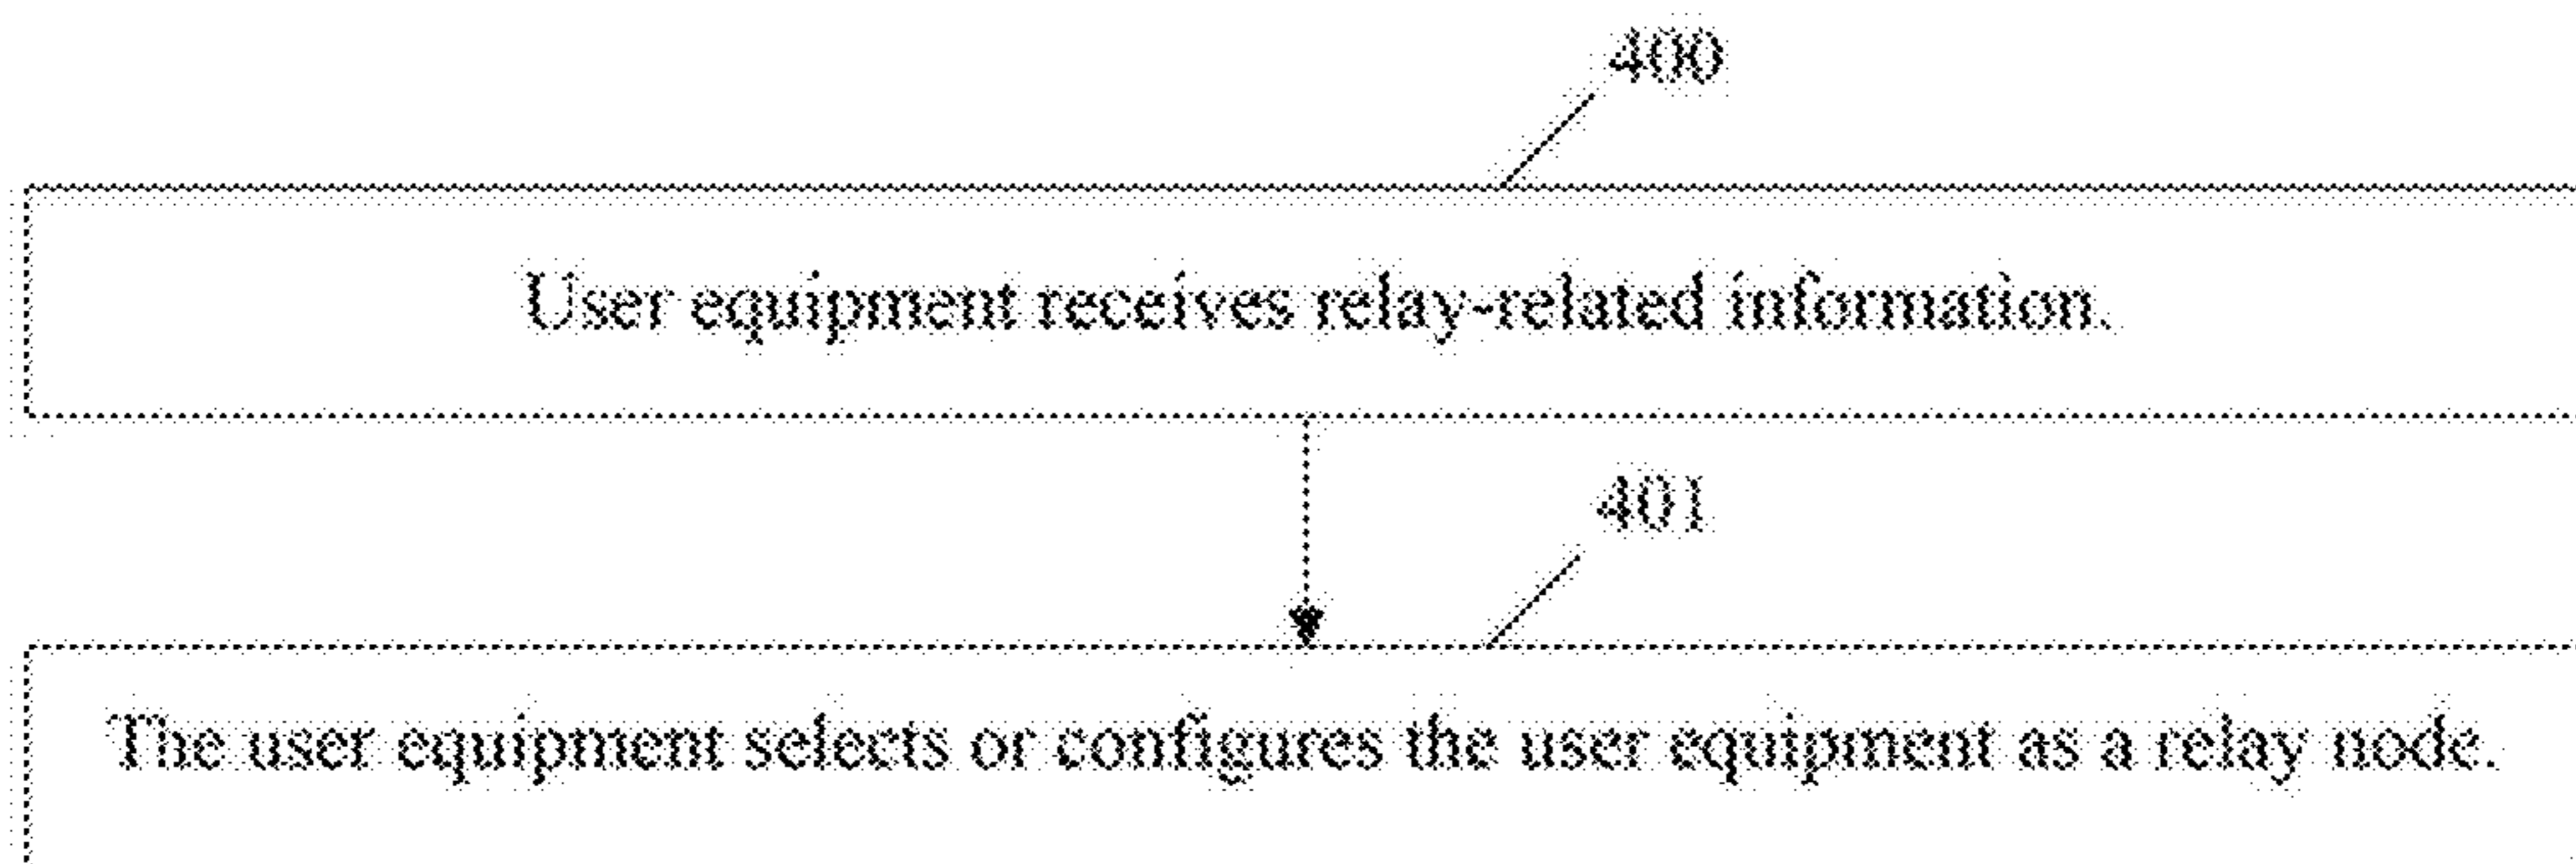 400
User equipment receives relay-related information.
401
The user equipment selects or configures the user equipment as a relay node.